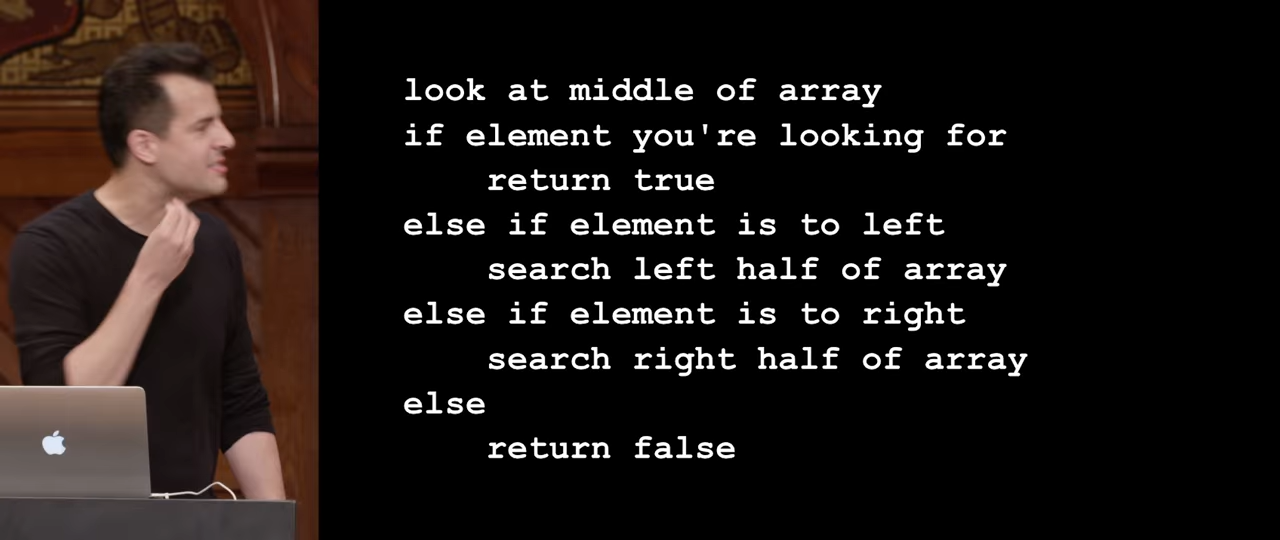 look at middle of array
if element you're looking for
    return true
else if element is to left
    search left half of array
else if element is to right
    search right half of array
else
    return false